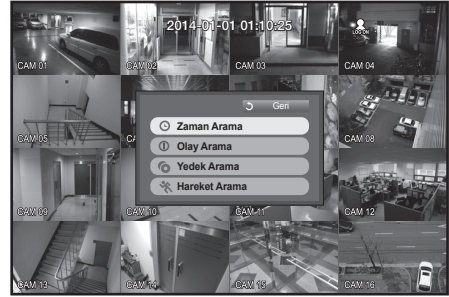 2014-01-01 01:10:25
LOG ON
CAM 01
CAM 02
CAM 03
CAM 04
Geri
Zaman Arama
Olay Arama
Yedek Arama
Hareket Arama
CAM 05
CAM 08
CAM 09
CAM 10
CAM 11
CAM 12
CAM 13
CAM 14
CAM 15
CAM 16